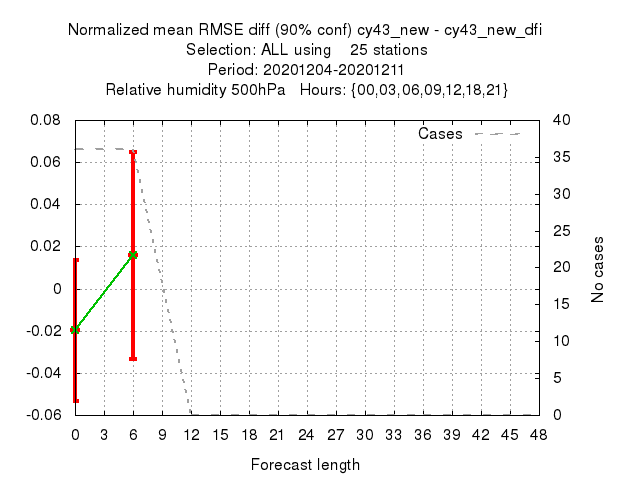 Normalized mean RMSE diff (90% conf) cy43_new - cy43_new_dfi
Selection: ALL using    25 stations
Period: 20201204-20201211
Relative humidity 500hPa   Hours: {00,03,06,09,12,18,21}
Cases
0.08
0.06
0.04
0.02
0
-0.02
-0.04
-0.06
40
35
30
25
20
15
10
5
0
No cases
0 3 6 9 12 15 18 21 24 27 30 33 36 39 42 45 48
Forecast length